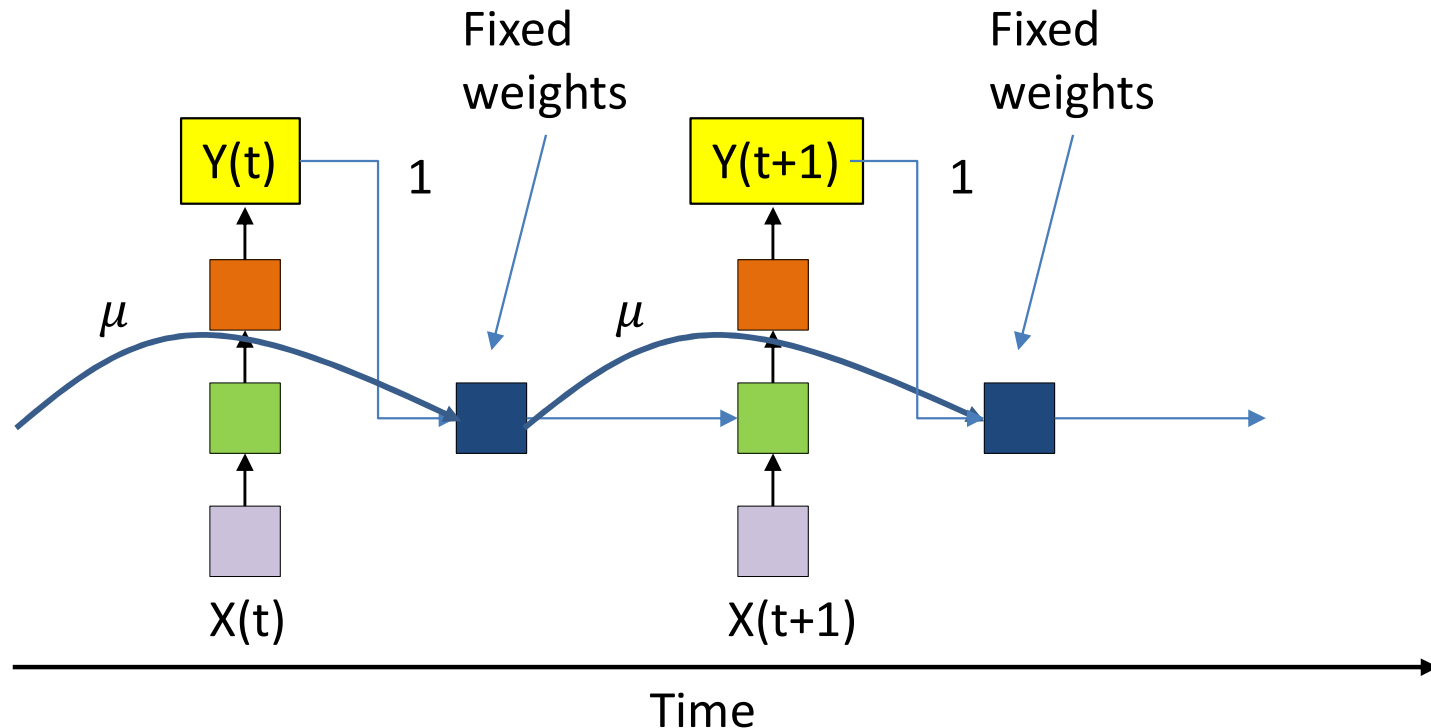 Fixed
weights
Fixed
weights
Y(t)
1
Y(t+1)
1
μ
μ
X(t)
X(t+1)
Time